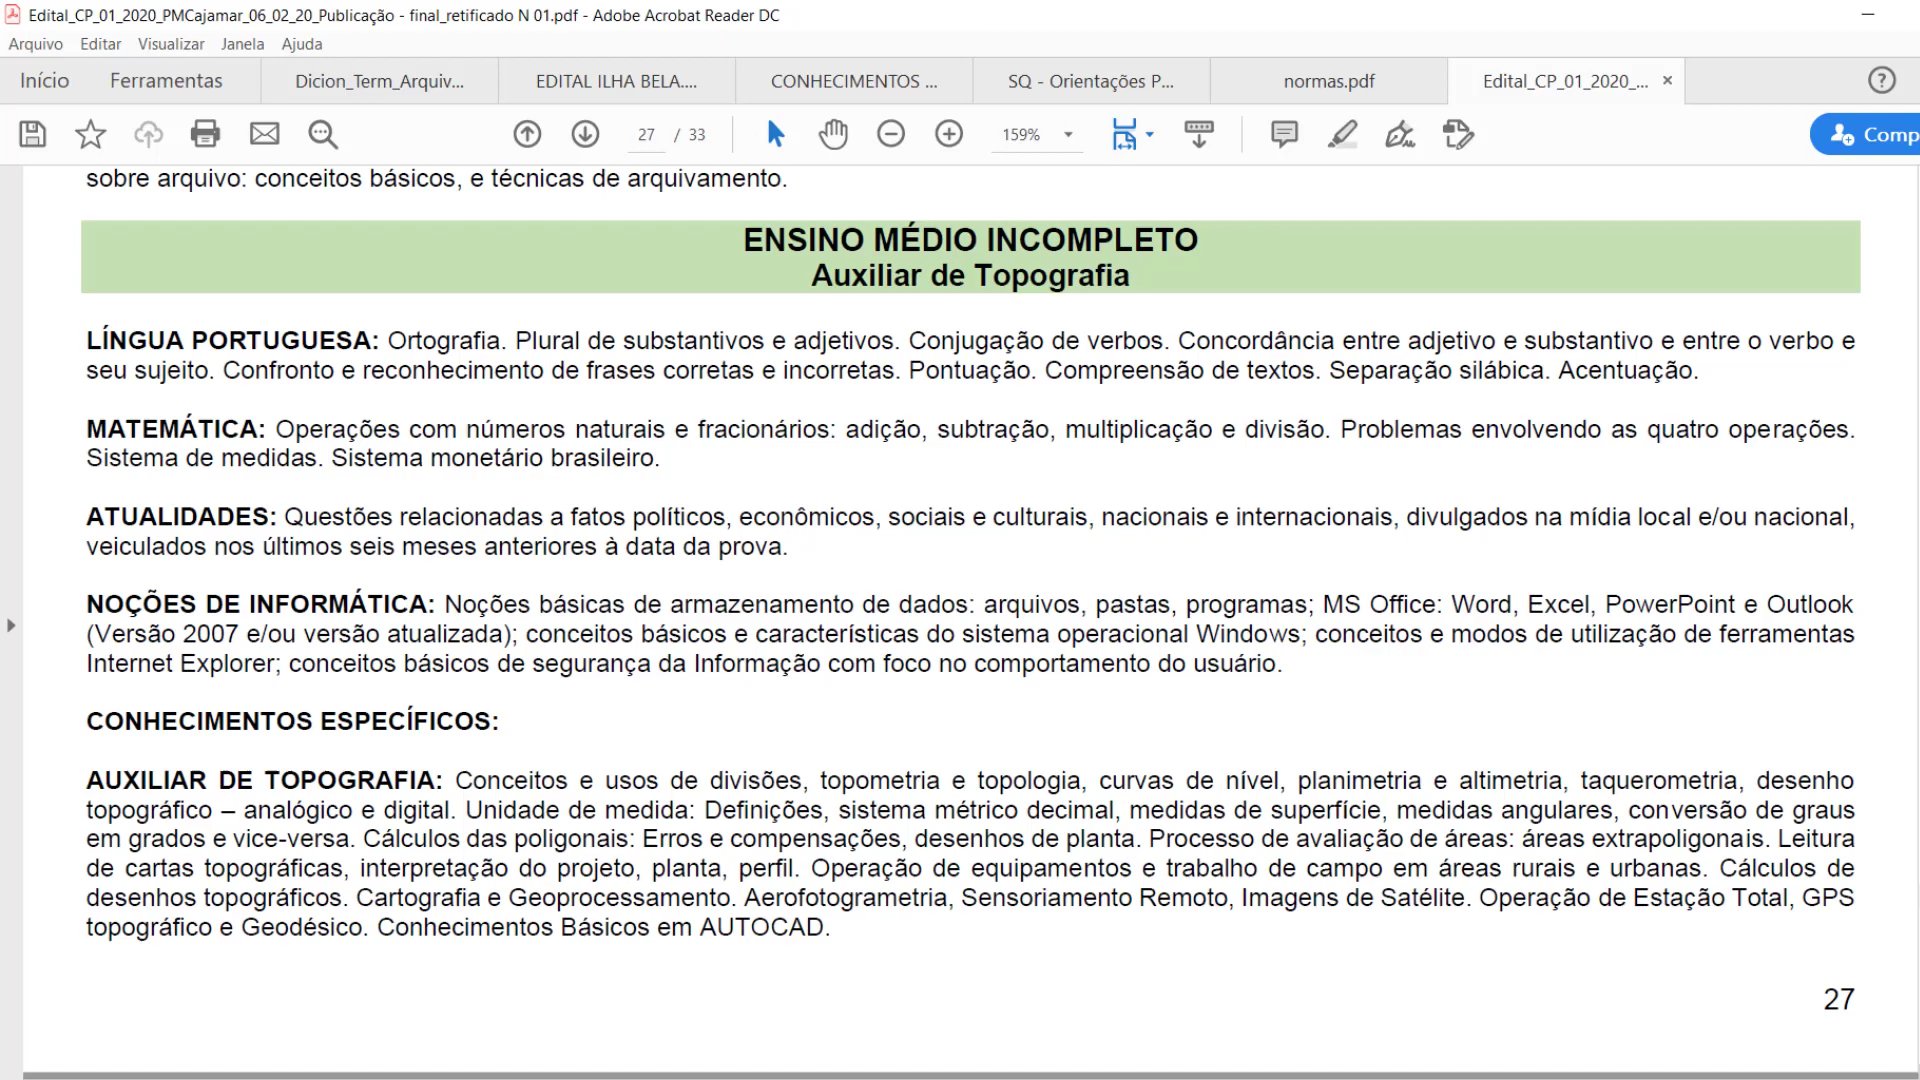 Edital_CP_01_2020_PMCajamar_06_02_20_Publicação - final_retificado N 01.pdf - Adobe Acrobat Reader DC
Arquivo Editar Visualizar Janela Ajuda
Início Ferramentas Dicion_Term_Arquiv... EDITAL ILHA BELA.... CONHECIMENTOS ... SQ - Orientações P... normas.pdf Edital_CP_01_2020_... ×
27 / 33 159% Comp
sobre arquivo: conceitos básicos, e técnicas de arquivamento.
ENSINO MÉDIO INCOMPLETO
Auxiliar de Topografia
LÍNGUA PORTUGUESA: Ortografia. Plural de substantivos e adjetivos. Conjugação de verbos. Concordância entre adjetivo e substantivo e entre o verbo e
seu sujeito. Confronto e reconhecimento de frases corretas e incorretas. Pontuação. Compreensão de textos. Separação silábica. Acentuação.
MATEMÁTICA: Operações com números naturais e fracionários: adição, subtração, multiplicação e divisão. Problemas envolvendo as quatro operações.
Sistema de medidas. Sistema monetário brasileiro.
ATUALIDADES: Questões relacionadas a fatos políticos, econômicos, sociais e culturais, nacionais e internacionais, divulgados na mídia local e/ou nacional,
veiculados nos últimos seis meses anteriores à data da prova.
NOÇÕES DE INFORMÁTICA: Noções básicas de armazenamento de dados: arquivos, pastas, programas; MS Office: Word, Excel, PowerPoint e Outlook
(Versão 2007 e/ou versão atualizada); conceitos básicos e características do sistema operacional Windows; conceitos e modos de utilização de ferramentas
Internet Explorer; conceitos básicos de segurança da Informação com foco no comportamento do usuário.
CONHECIMENTOS ESPECÍFICOS:
AUXILIAR DE TOPOGRAFIA: Conceitos e usos de divisões, topometria e topologia, curvas de nível, planimetria e altimetria, taquerometria, desenho
topográfico – analógico e digital. Unidade de medida: Definições, sistema métrico decimal, medidas de superfície, medidas angulares, conversão de graus
em grados e vice-versa. Cálculos das poligonais: Erros e compensações, desenhos de planta. Processo de avaliação de áreas: áreas extrapoligonais. Leitura
de cartas topográficas, interpretação do projeto, planta, perfil. Operação de equipamentos e trabalho de campo em áreas rurais e urbanas. Cálculos de
desenhos topográficos. Cartografia e Geoprocessamento. Aerofotogrametria, Sensoriamento Remoto, Imagens de Satélite. Operação de Estação Total, GPS
topográfico e Geodésico. Conhecimentos Básicos em AUTOCAD.
27